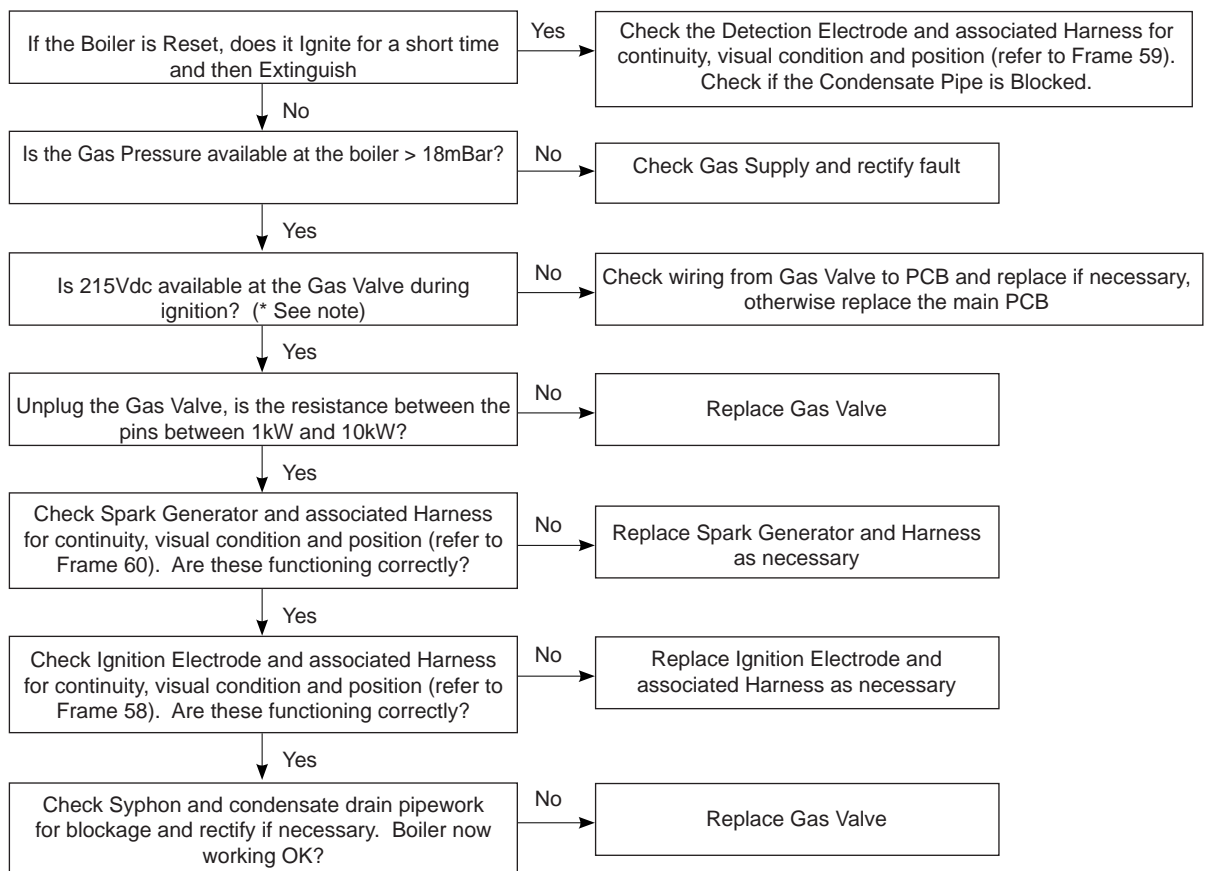 If the Boiler is Reset, does it Ignite for a short time
and then Extinguish
Yes
Check the Detection Electrode and associated Harness for
continuity, visual condition and position (refer to Frame 59).
Check if the Condensate Pipe is Blocked.
No
Is the Gas Pressure available at the boiler > 18mBar?
No
Check Gas Supply and rectify fault
Yes
Is 215Vdc available at the Gas Valve during
ignition? (* See note)
No
Check wiring from Gas Valve to PCB and replace if necessary,
otherwise replace the main PCB
Yes
Unplug the Gas Valve, is the resistance between the
pins between 1kW and 10kW?
No
Replace Gas Valve
Yes
Check Spark Generator and associated Harness
for continuity, visual condition and position (refer to
Frame 60). Are these functioning correctly?
No
Replace Spark Generator and Harness
as necessary
Yes
Check Ignition Electrode and associated Harness
for continuity, visual condition and position (refer to
Frame 58). Are these functioning correctly?
No
Replace Ignition Electrode and
associated Harness as necessary
Yes
Check Syphon and condensate drain pipework
for blockage and rectify if necessary. Boiler now
working OK?
No
Replace Gas Valve